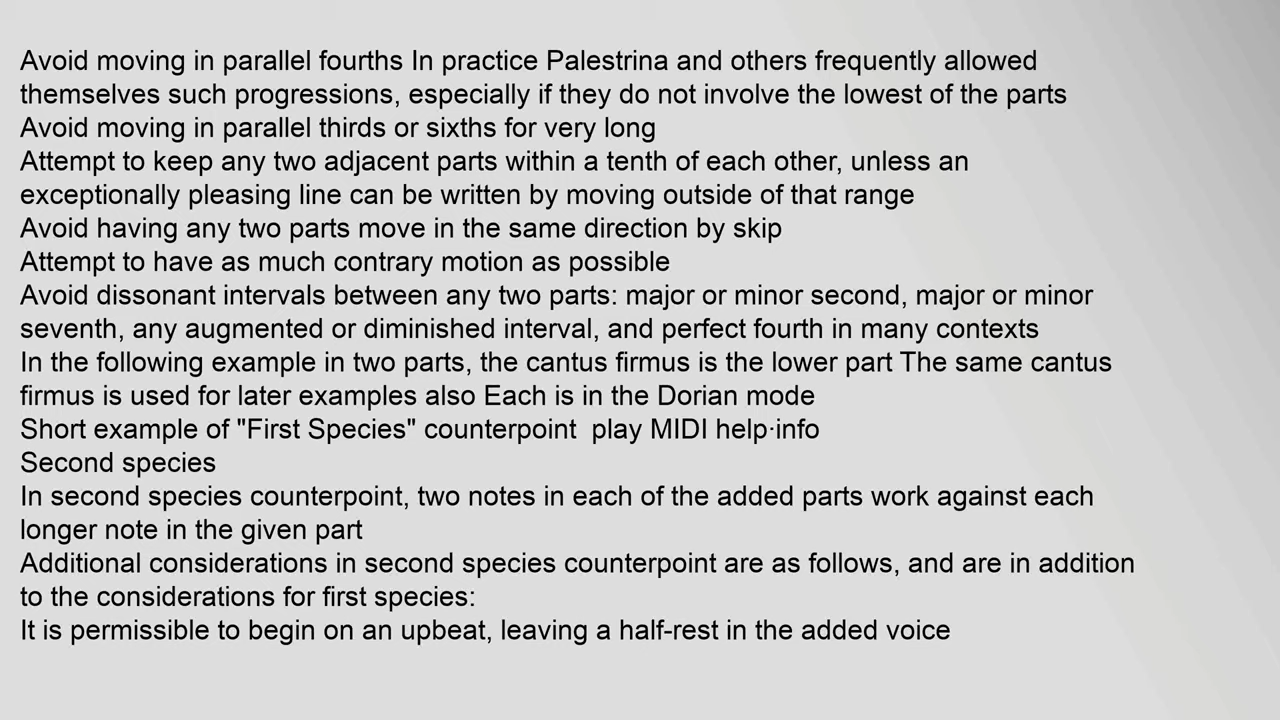 Avoid moving in parallel fourths In practice Palestrina and others frequently allowed
themselves such progressions, especially if they do not involve the lowest of the parts
Avoid moving in parallel thirds or sixths for very long
Attempt to keep any two adjacent parts within a tenth of each other, unless an
exceptionally pleasing line can be written by moving outside of that range
Avoid having any two parts move in the same direction by skip
Attempt to have as much contrary motion as possible
Avoid dissonant intervals between any two parts: major or minor second, major or minor
seventh, any augmented or diminished interval, and perfect fourth in many contexts
In the following example in two parts, the cantus firmus is the lower part The same cantus
firmus is used for later examples also Each is in the Dorian mode
Short example of "First Species" counterpoint  play MIDI help·info
Second species
In second species counterpoint, two notes in each of the added parts work against each
longer note in the given part
Additional considerations in second species counterpoint are as follows, and are in addition
to the considerations for first species:
It is permissible to begin on an upbeat, leaving a half-rest in the added voice